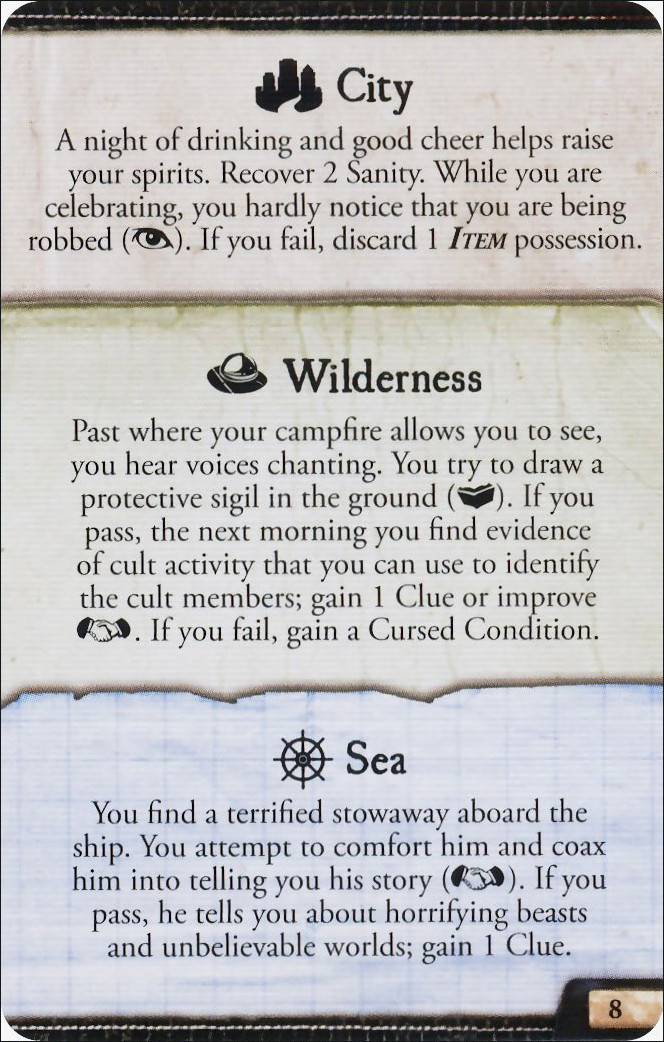 City
A night of drinking and good cheer helps raise
your spirits. Recover 2 Sanity. While you are
celebrating, you hardly notice that you are being
robbed (). If you fail, discard 1 ITEM possession.
Wilderness
Past where your campfire allows you to see,
you hear voices chanting. You try to draw a
protective sigil in the ground (). If you
pass, the next morning you find evidence
of cult activity that you can use to identify
the cult members; gain 1 Clue or improve
. If you fail, gain a Cursed Condition.
Sea
You find a terrified stowaway aboard the
ship. You attempt to comfort him and coax
him into telling you his story (). If you
pass, he tells you about horrifying beasts
and unbelievable worlds; gain 1 Clue.
8